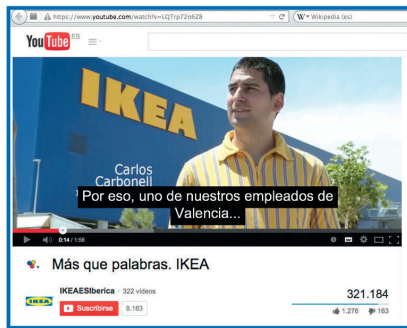 https://www.youtube.com/watch?v=LQTrp72o6Z8
W Wikipedia (es)
YouTube ES
IKEA
Carlos
Carbonell
Por eso, uno de nuestros empleados de
Valencia...
0:14 / 1:56
Más que palabras. IKEA
IKEA
IKEAESIberica · 322 vídeos
Suscribirse 8.183
321.184
1.276 163